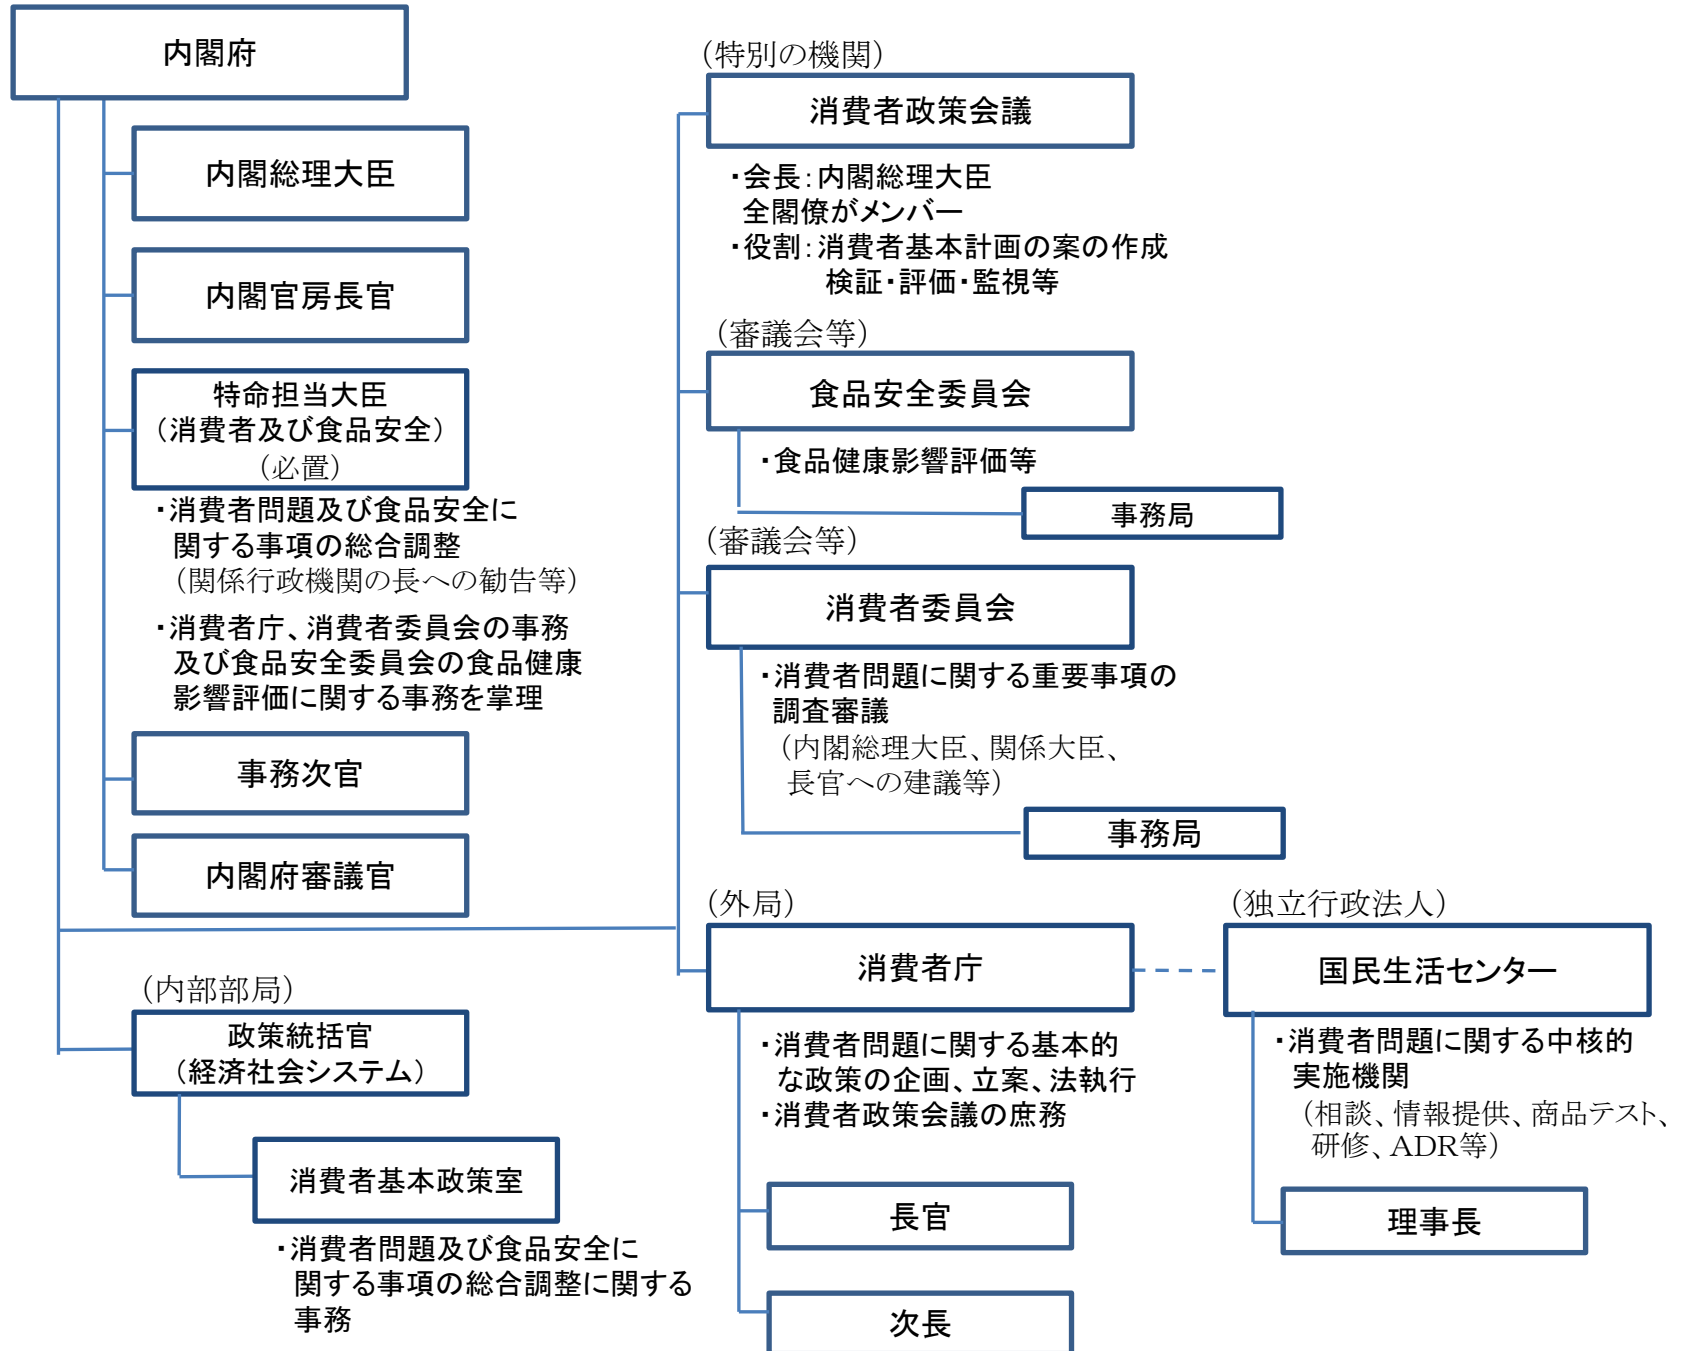 内閣府
内閣総理大臣
内閣官房長官
特命担当大臣
(消費者及び食品安全)
(必置)
・消費者問題及び食品安全に
関する事項の総合調整
(関係行政機関の長への勧告等)
・消費者庁、消費者委員会の事務
及び食品安全委員会の食品健康
影響評価に関する事務を掌理
事務次官
内閣府審議官
(内部部局)
政策統括官
(経済社会システム)
消費者基本政策室
・消費者問題及び食品安全に
関する事項の総合調整に関する
事務
(特別の機関)
消費者政策会議
・会長:内閣総理大臣
全閣僚がメンバー
・役割:消費者基本計画の案の作成
検証・評価・監視等
(審議会等)
食品安全委員会
・食品健康影響評価等
事務局
(審議会等)
消費者委員会
・消費者問題に関する重要事項の
調査審議
(内閣総理大臣、関係大臣、
長官への建議等)
事務局
(外局)
消費者庁
・消費者問題に関する基本的
な政策の企画、立案、法執行
・消費者政策会議の庶務
長官
次長
(独立行政法人)
国民生活センター
・消費者問題に関する中核的
実施機関
(相談、情報提供、商品テスト、
研修、ADR等)
理事長